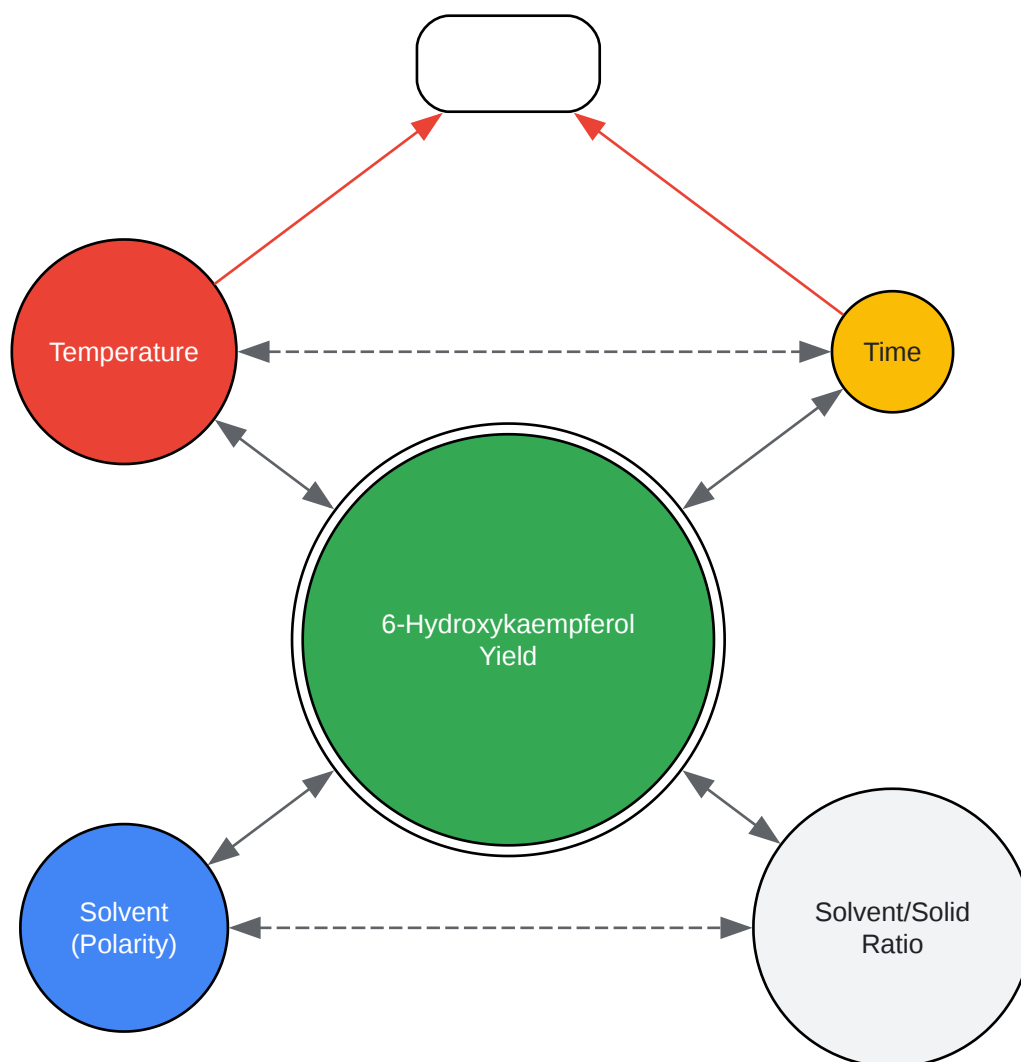 Temperature
Time
6-Hydroxykaempferol
Yield
Solvent
(Polarity)
Solvent/Solid
Ratio